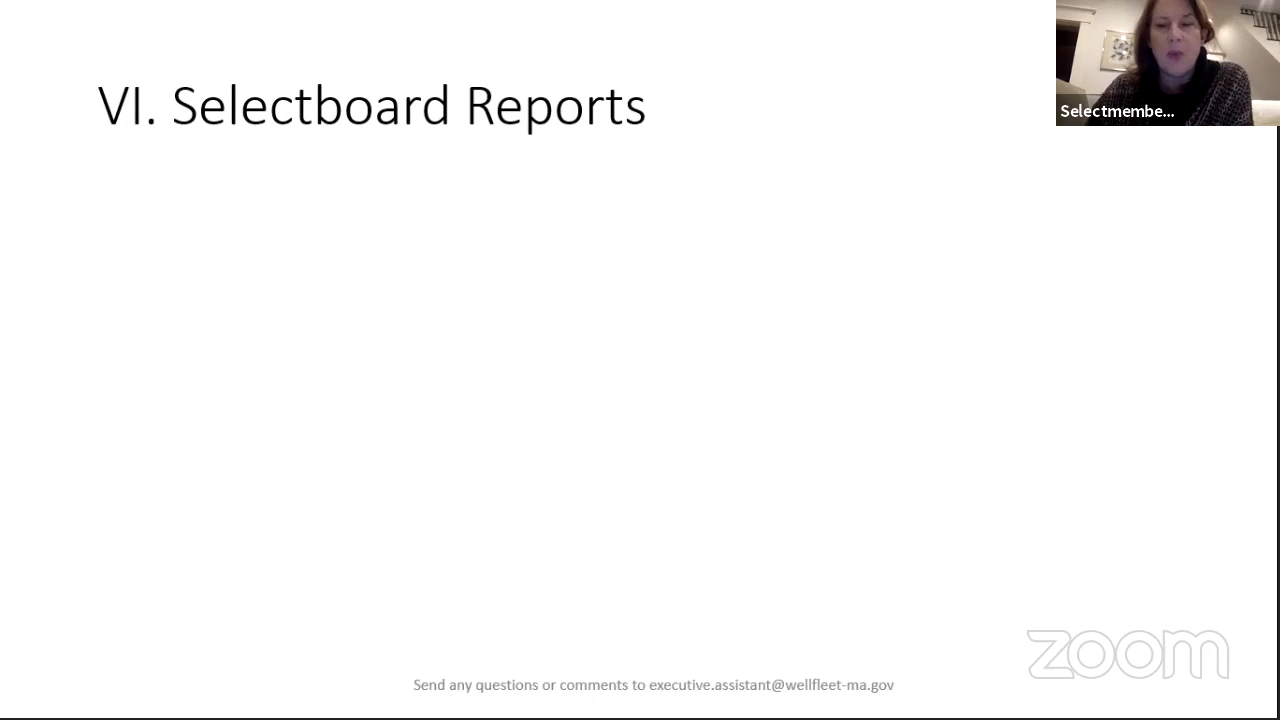 VI. Selectboard Reports
Selectmembe...
zoom
Send any questions or comments to executive.assistant@wellfleet-ma.gov